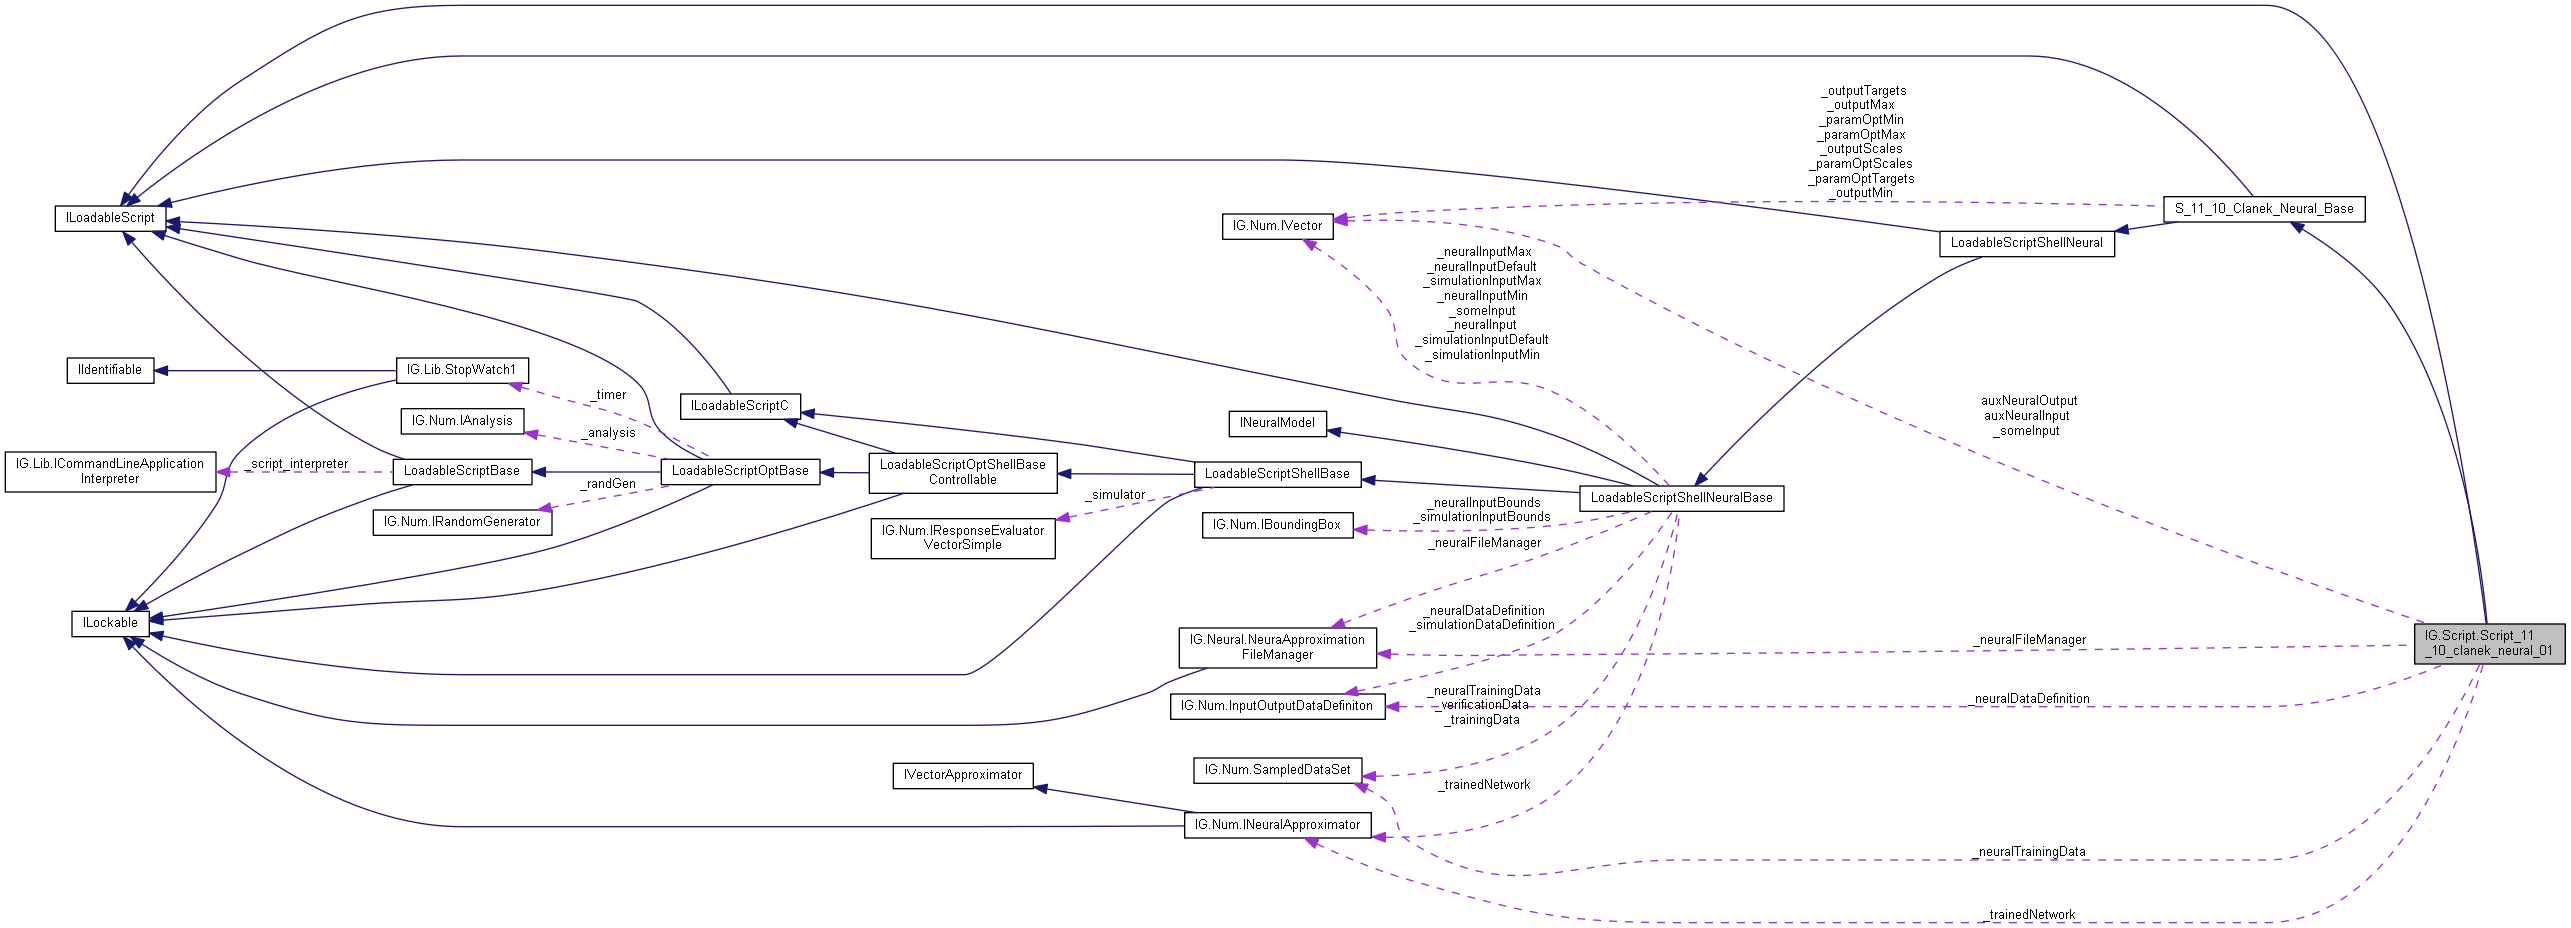 _outputTargets
_outputMax
_paramOptMin
_paramOptMax
_outputScales
_paramOptScales
_paramOptTargets
_outputMin
ILoadableScript
IG.Num.IVector
S_11_10_Clanek_Neural_Base
LoadableScriptShellNeural
_neuralInputMax
_neuralInputDefault
_simulationInputMax
_neuralInputMin
_someInput
_neuralInput
_simulationInputDefault
_simulationInputMin
IIdentifiable
IG.Lib.StopWatch1
_timer
ILoadableScriptC
auxNeuralOutput
auxNeuralInput
_someInput
IG.Num.IAnalysis
_analysis
INeuralModel
IG.Lib.ICommandLineApplication
Interpreter
_script_interpreter
LoadableScriptBase
LoadableScriptOptBase
LoadableScriptOptShellBase
Controllable
LoadableScriptShellBase
LoadableScriptShellNeuralBase
_randGen
_simulator
IG.Num.IRandomGenerator
IG.Num.IResponseEvaluator
VectorSimple
IG.Num.IBoundingBox
_neuralInputBounds
_simulationInputBounds
_neuralFileManager
ILockable
_neuralDataDefinition
_simulationDataDefinition
IG.Neural.NeuraApproximation
FileManager
_neuralFileManager
IG.Script.Script_11
_10_clanek_neural_01
IG.Num.InputOutputDataDefiniton
_neuralTrainingData
_verificationData
_trainingData
_neuralDataDefinition
IVectorApproximator
IG.Num.SampledDataSet
_trainedNetwork
IG.Num.INeuralApproximator
_neuralTrainingData
_trainedNetwork